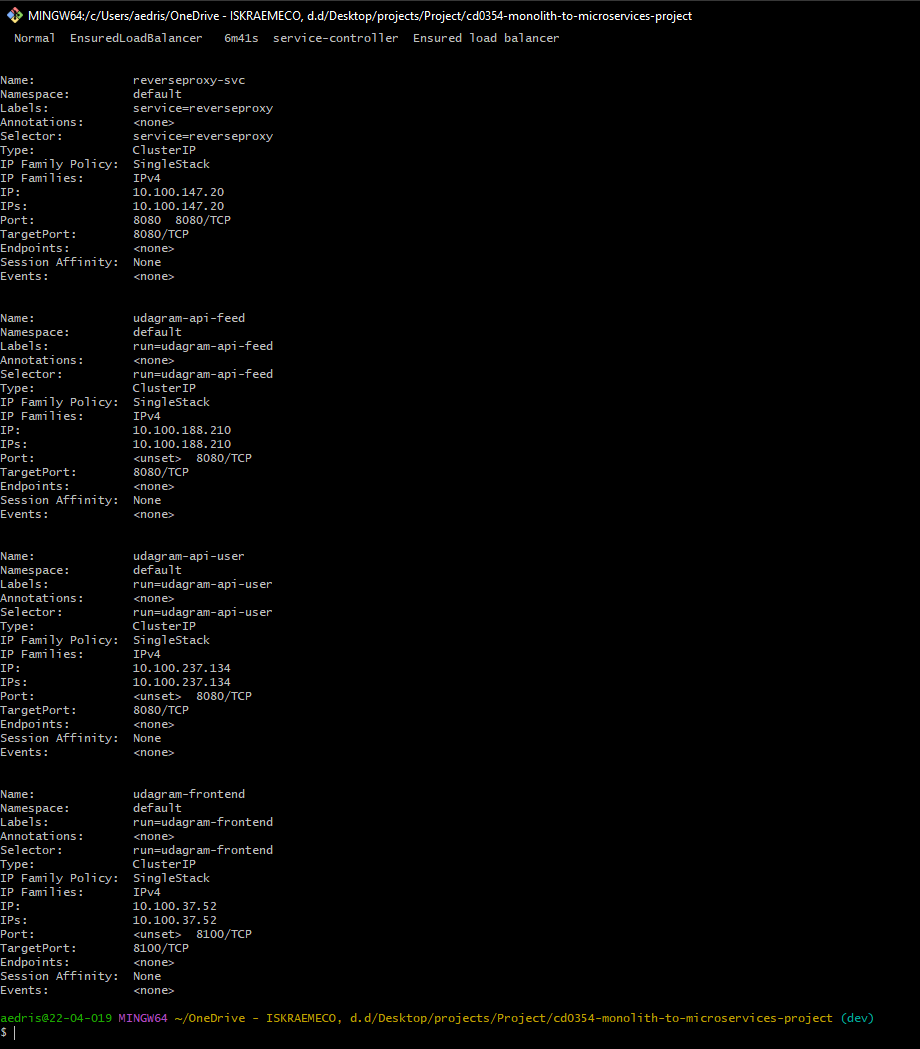 MINGW64:/c/Users/aedris/OneDrive - ISKRAEMECO, d.d/Desktop/projects/Project/cd0354-monolith-to-microservices-project
Normal  EnsuredLoadBalancer   6m41s  service-controller  Ensured load balancer
Name:              reverseproxy-svc
Namespace:         default
Labels:            service=reverseproxy
Annotations:       <none>
Selector:          service=reverseproxy
Type:              ClusterIP
IP Family Policy:  SingleStack
IP Families:       IPv4
IP:                10.100.147.20
IPs:               10.100.147.20
Port:              8080  8080/TCP
TargetPort:        8080/TCP
Endpoints:         <none>
Session Affinity:  None
Events:            <none>
Name:              udagram-api-feed
Namespace:         default
Labels:            run=udagram-api-feed
Annotations:       <none>
Selector:          run=udagram-api-feed
Type:              ClusterIP
IP Family Policy:  SingleStack
IP Families:       IPv4
IP:                10.100.188.210
IPs:               10.100.188.210
Port:              <unset>  8080/TCP
TargetPort:        8080/TCP
Endpoints:         <none>
Session Affinity:  None
Events:            <none>
Name:              udagram-api-user
Namespace:         default
Labels:            run=udagram-api-user
Annotations:       <none>
Selector:          run=udagram-api-user
Type:              ClusterIP
IP Family Policy:  SingleStack
IP Families:       IPv4
IP:                10.100.237.134
IPs:               10.100.237.134
Port:              <unset>  8080/TCP
TargetPort:        8080/TCP
Endpoints:         <none>
Session Affinity:  None
Events:            <none>
Name:              udagram-frontend
Namespace:         default
Labels:            run=udagram-frontend
Annotations:       <none>
Selector:          run=udagram-frontend
Type:              ClusterIP
IP Family Policy:  SingleStack
IP Families:       IPv4
IP:                10.100.37.52
IPs:               10.100.37.52
Port:              <unset>  8100/TCP
TargetPort:        8100/TCP
Endpoints:         <none>
Session Affinity:  None
Events:            <none>
aedris@22-04-019 MINGW64 ~/OneDrive - ISKRAEMECO, d.d/Desktop/projects/Project/cd0354-monolith-to-microservices-project (dev)
$